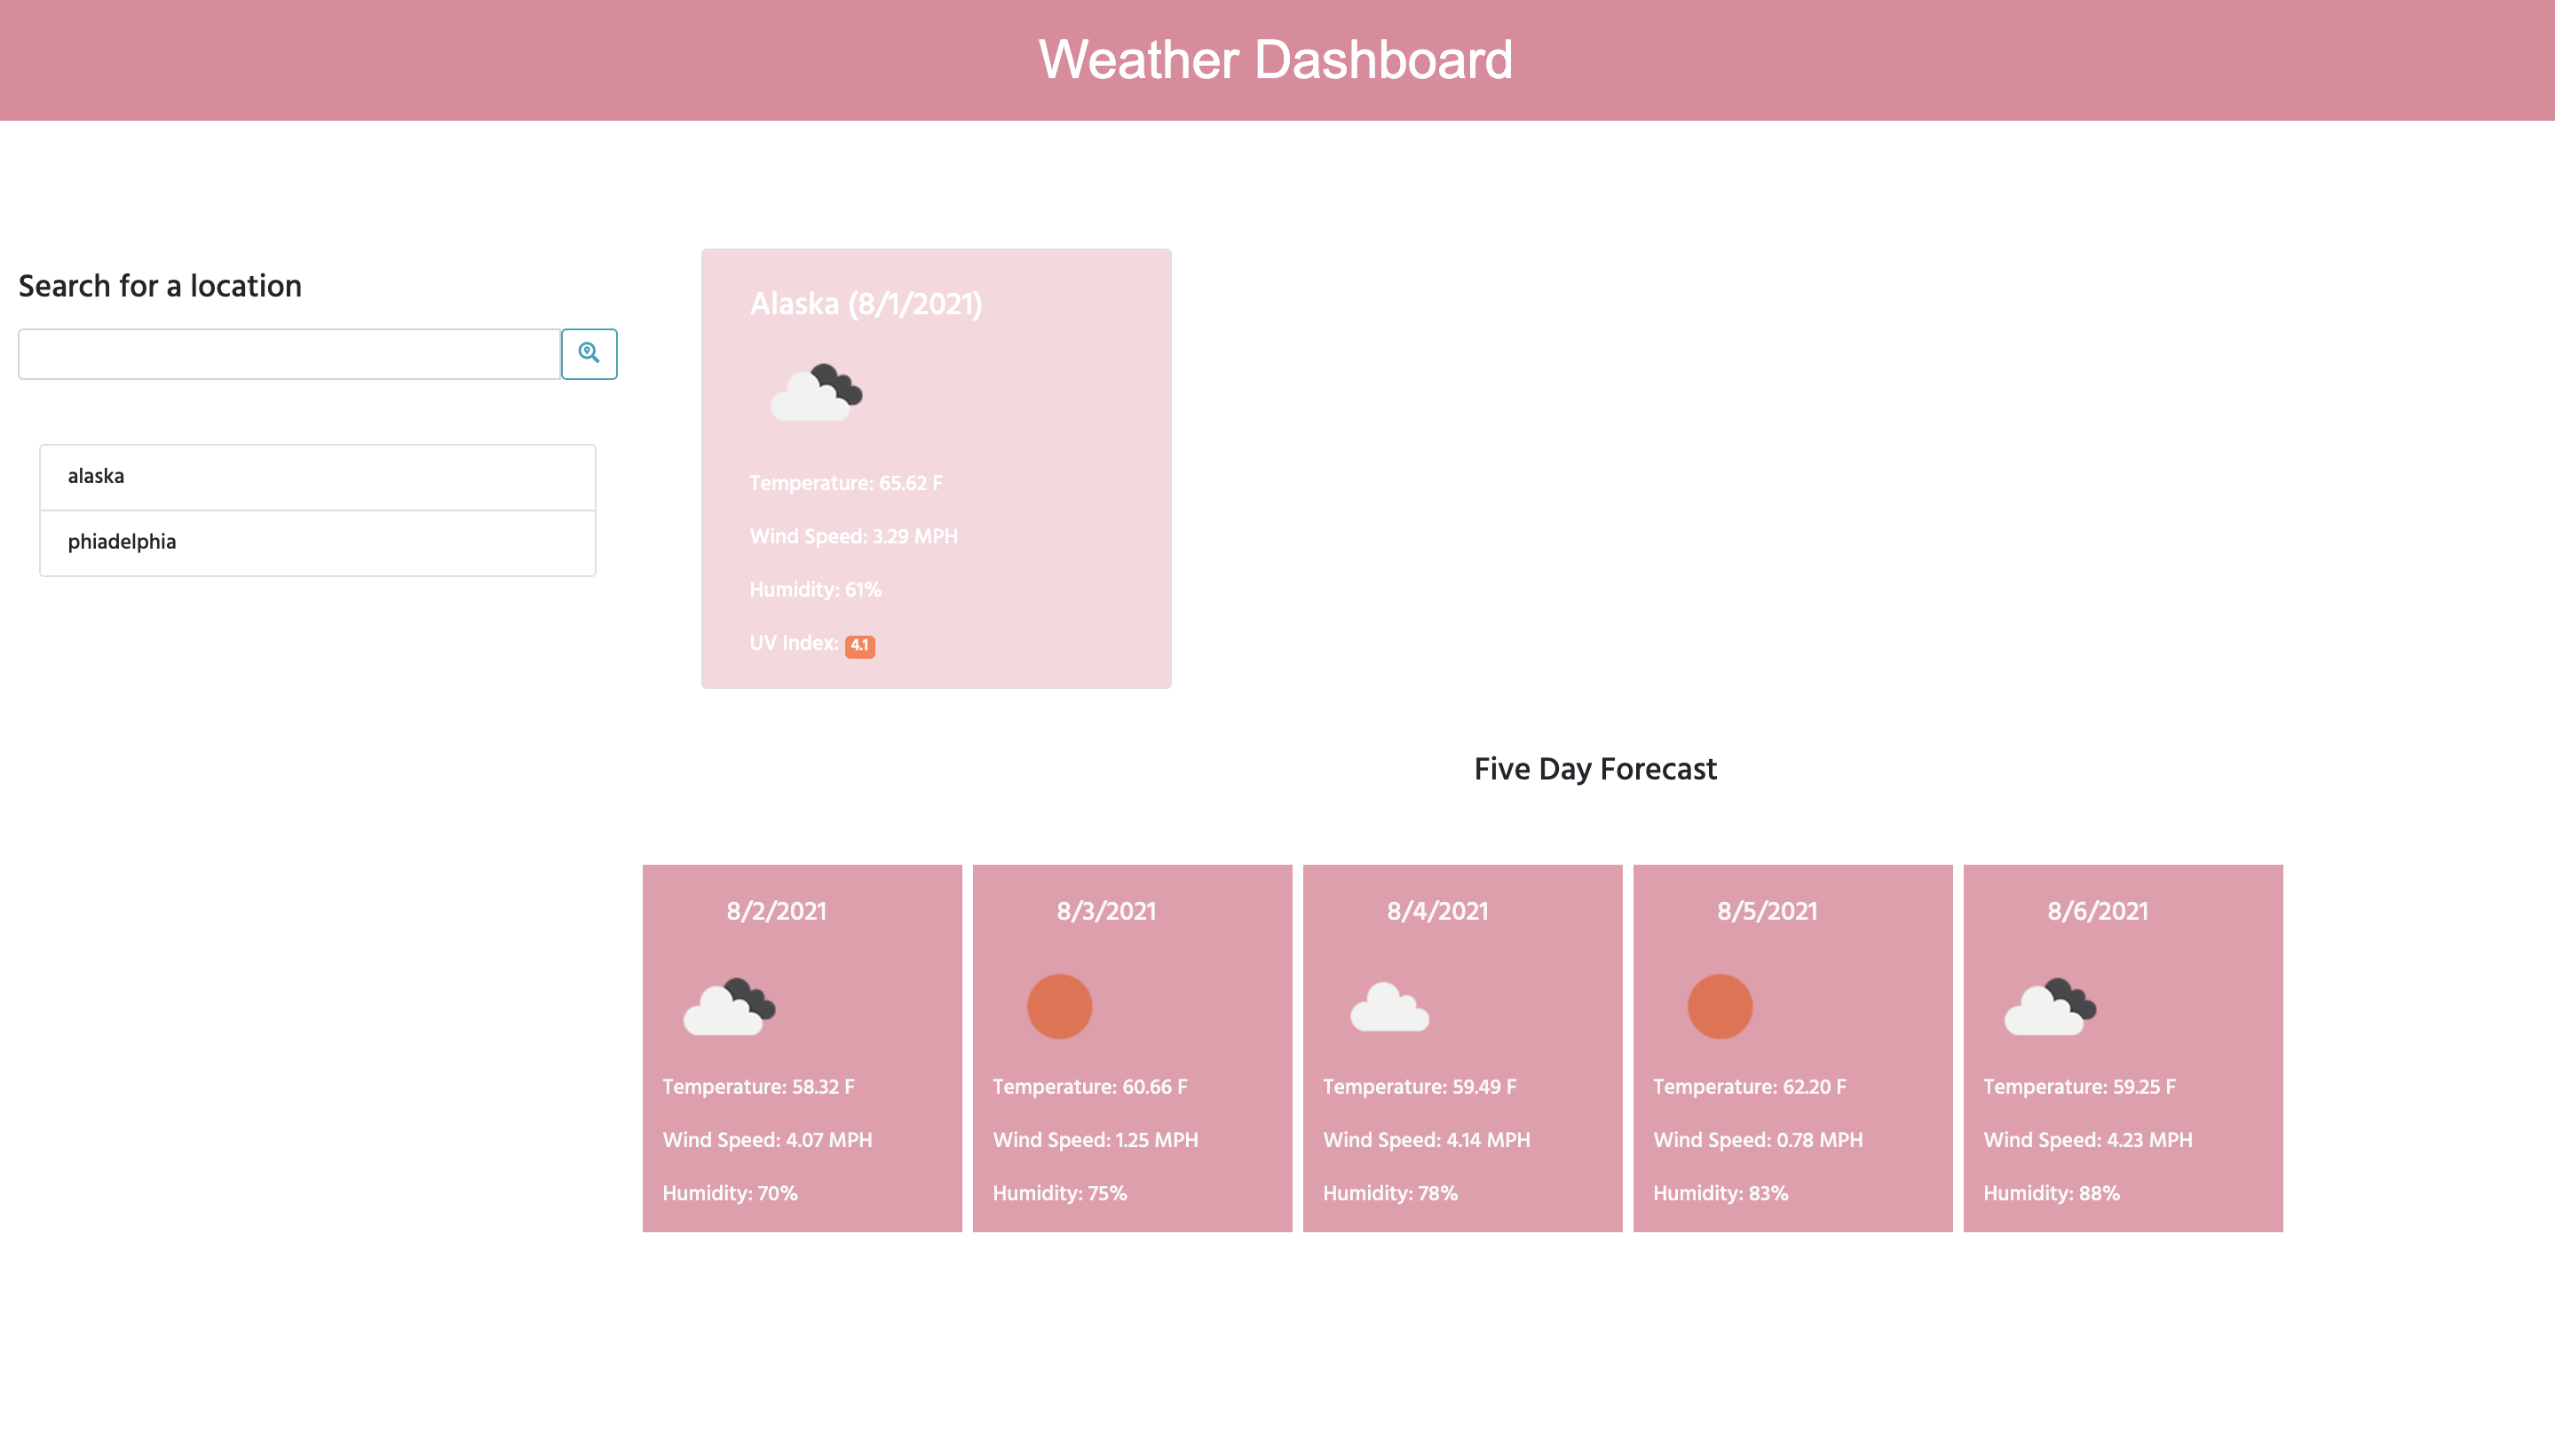 Weather Dashboard
Search for a location
alaska
phiadelphia
Alaska (8/1/2021)
Temperature: 65.62 F
Wind Speed: 3.29 MPH
Humidity: 61%
UV Index: 4.1
Five Day Forecast
8/2/2021
Temperature: 58.32 F
Wind Speed: 4.07 MPH
Humidity: 70%
8/3/2021
Temperature: 60.66 F
Wind Speed: 1.25 MPH
Humidity: 75%
8/4/2021
Temperature: 59.49 F
Wind Speed: 4.14 MPH
Humidity: 78%
8/5/2021
Temperature: 62.20 F
Wind Speed: 0.78 MPH
Humidity: 83%
8/6/2021
Temperature: 59.25 F
Wind Speed: 4.23 MPH
Humidity: 88%